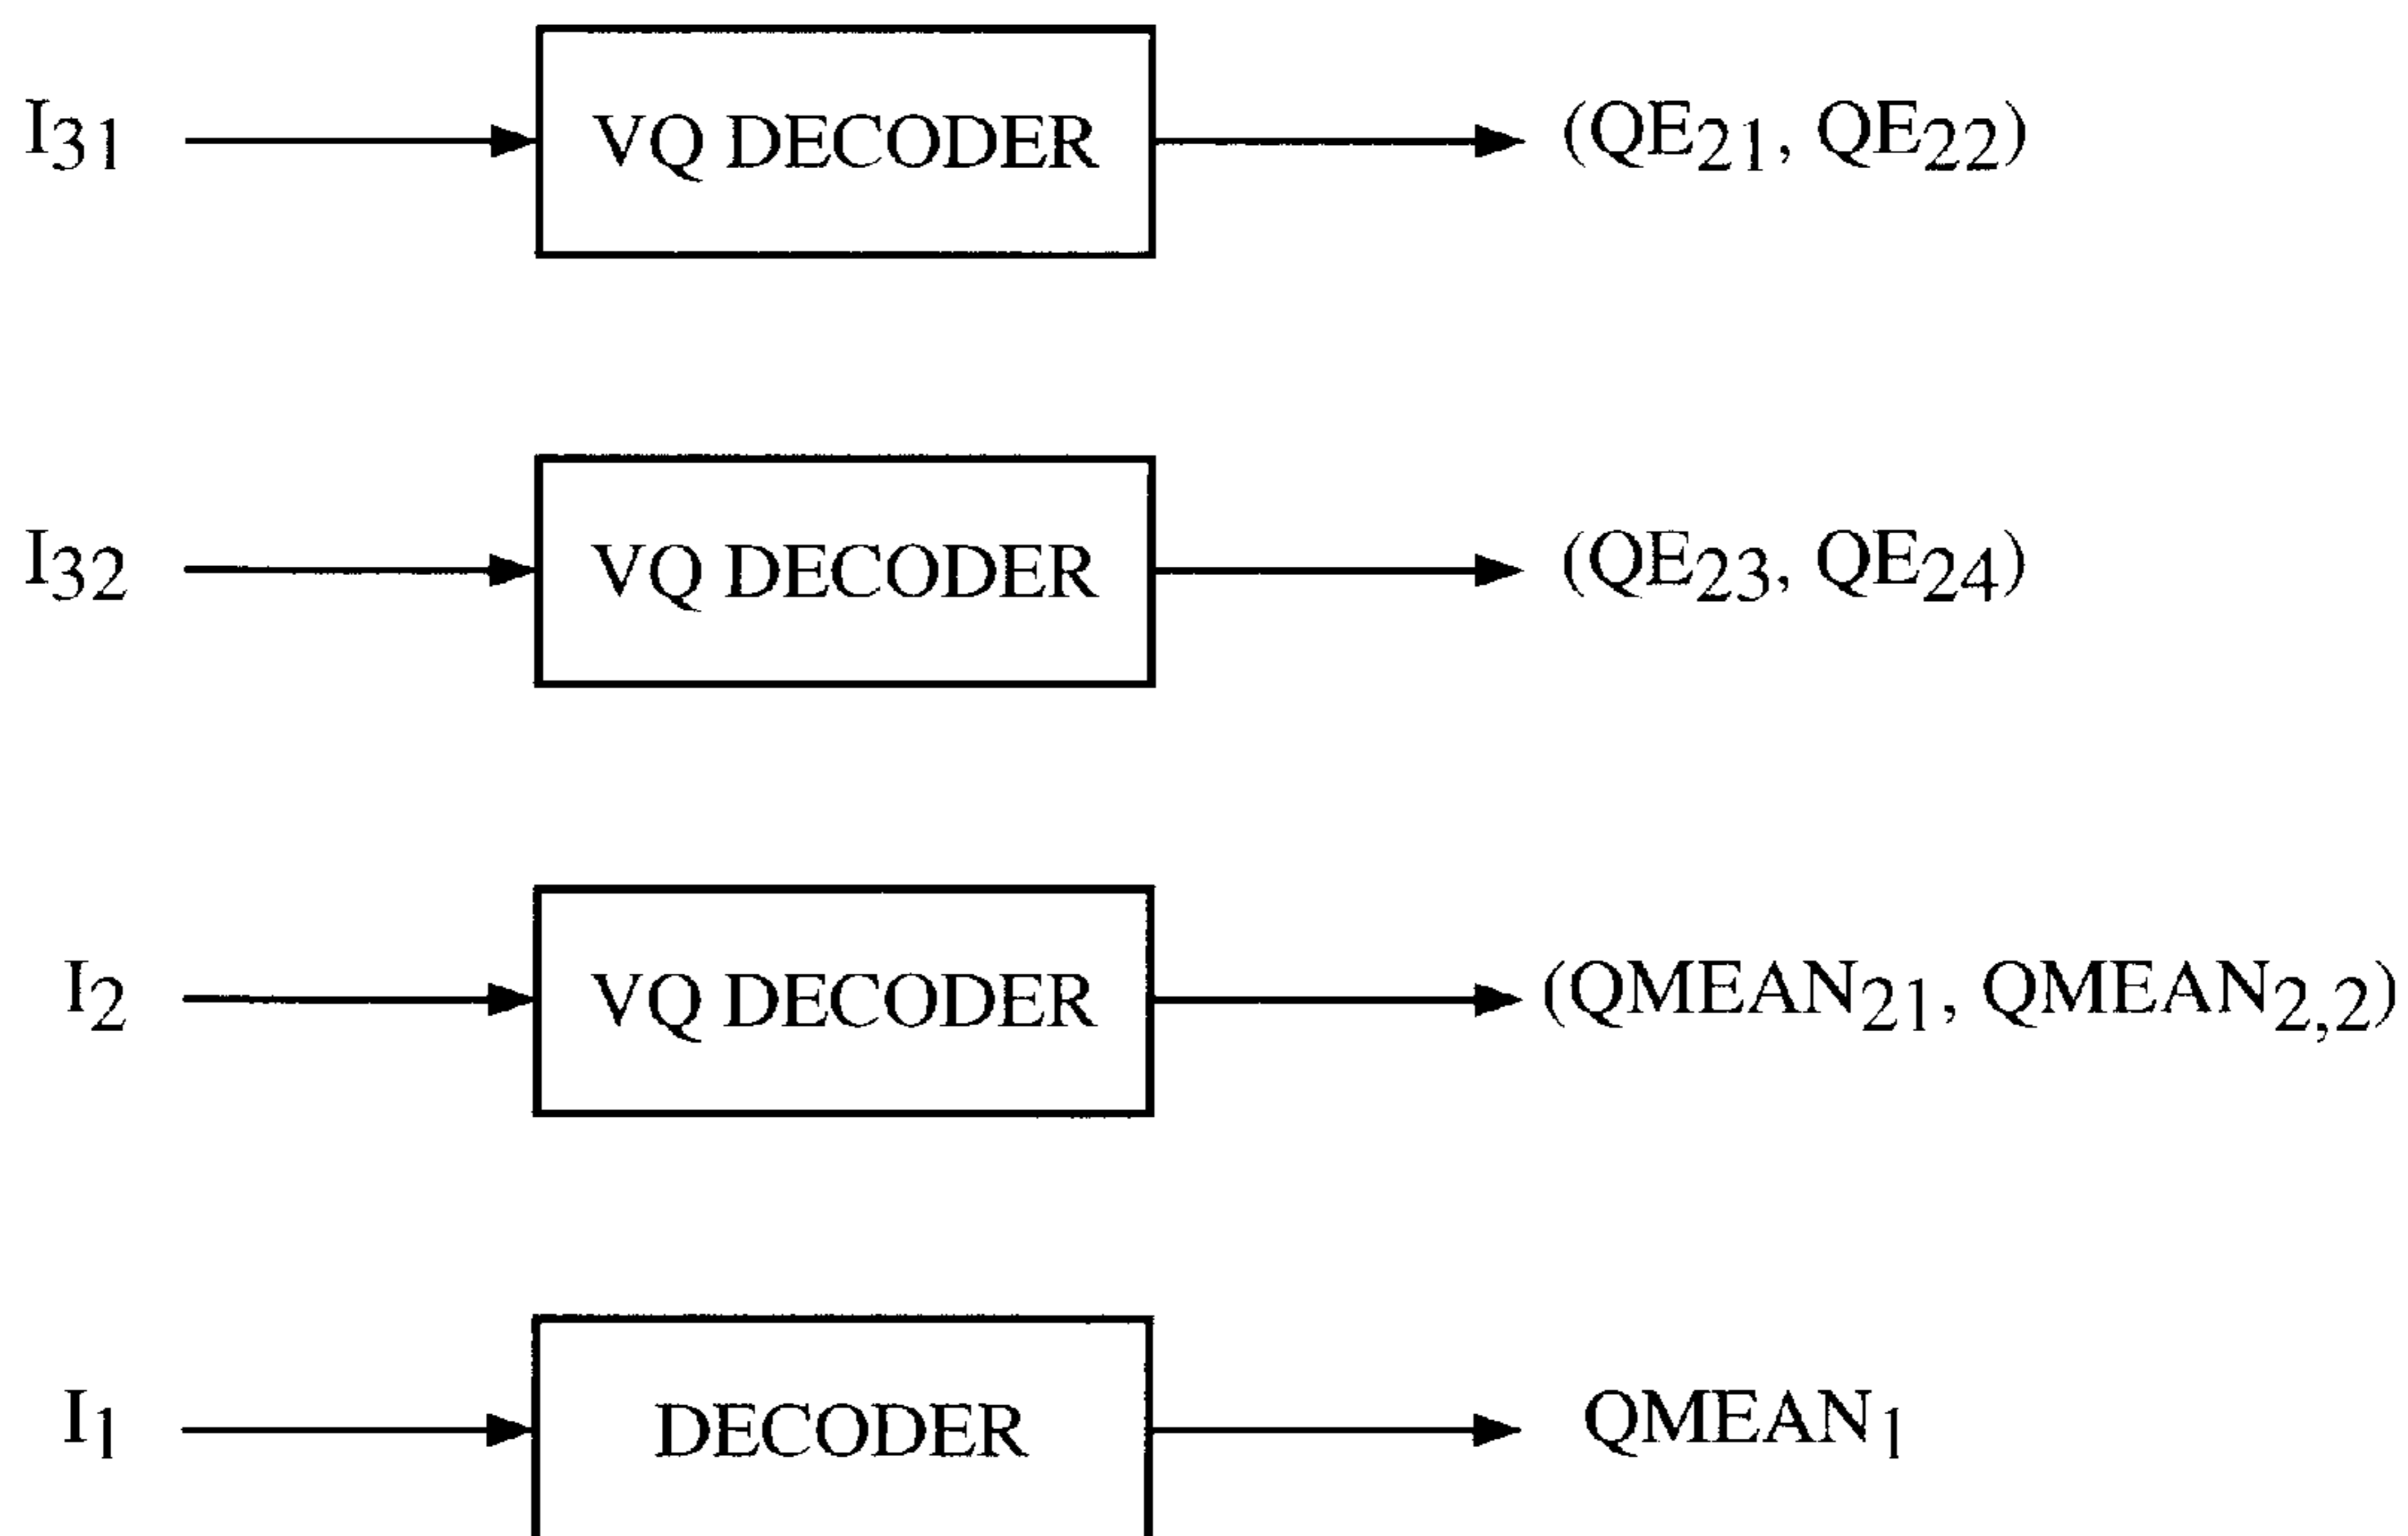 I31 VQ DECODER (QE21, QE22)
I32 VQ DECODER (QE23, QE24)
I2 VQ DECODER (QMEAN21, QMEAN2,2)
I1 DECODER QMEAN1